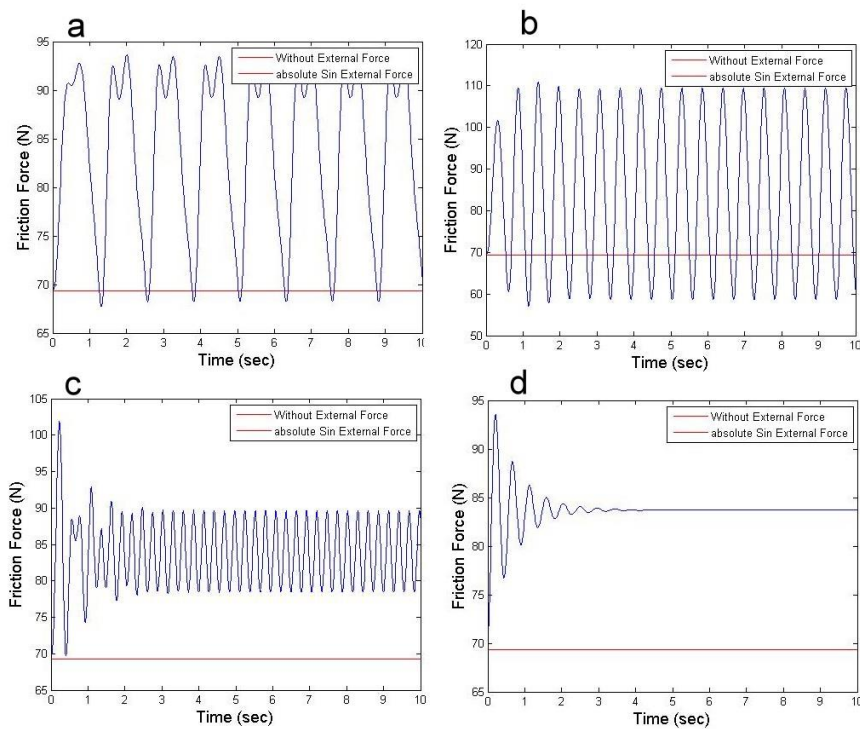 a
95
90
85
80
75
70
65
0 1 2 3 4 5 6 7 8 9 10
Friction Force (N)
Time (sec)
Without External Force
absolute Sin External Force
b
120
110
100
90
80
70
60
50
0 1 2 3 4 5 6 7 8 9 10
Friction Force (N)
Time (sec)
Without External Force
absolute Sin External Force
c
105
100
95
90
85
80
75
70
65
0 1 2 3 4 5 6 7 8 9 10
Friction Force (N)
Time (sec)
Without External Force
absolute Sin External Force
d
95
90
85
80
75
70
65
0 1 2 3 4 5 6 7 8 9 10
Friction Force (N)
Time (sec)
Without External Force
absolute Sin External Force